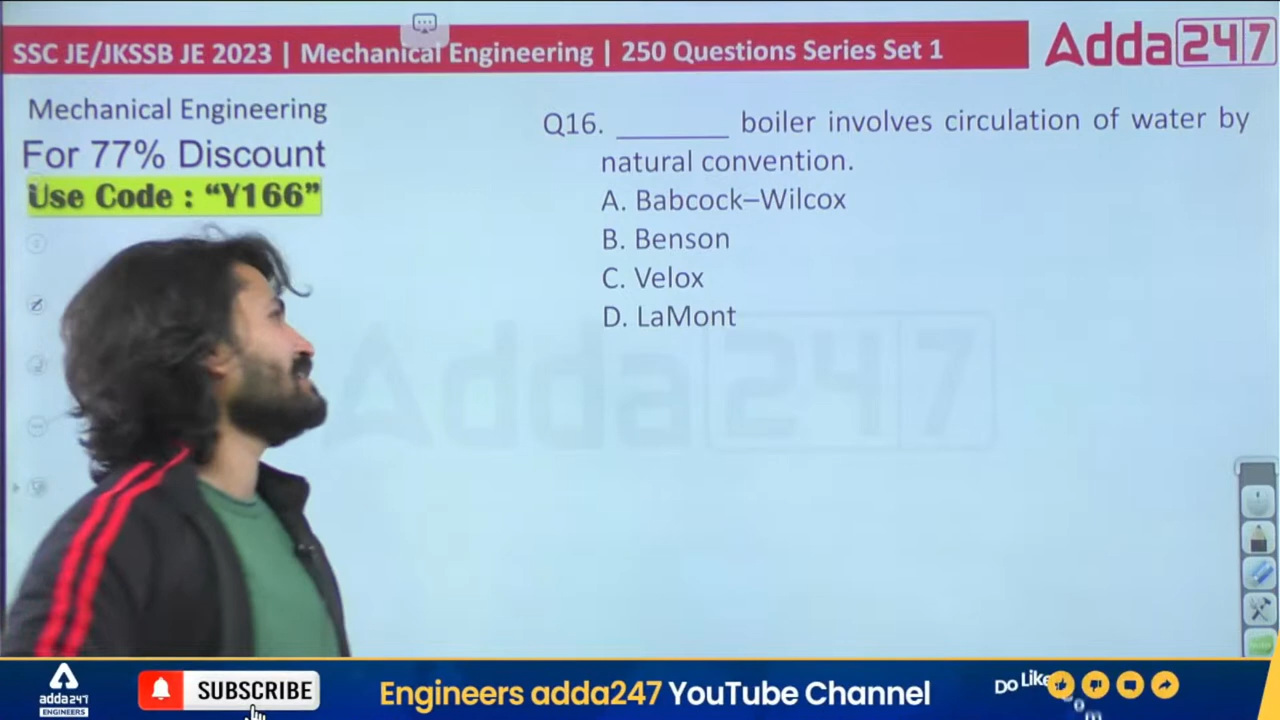 SSC JE/JKSSB JE 2023 | Mechanical Engineering | 250 Questions Series Set 1
Adda247
Mechanical Engineering
For 77% Discount
Use Code : “Y166”
Q16. ________ boiler involves circulation of water by
natural convention.
A. Babcock–Wilcox
B. Benson
C. Velox
D. LaMont
Adda247
adda247
ENGINEERS
SUBSCRIBE
Engineers adda247 YouTube Channel
Do Like